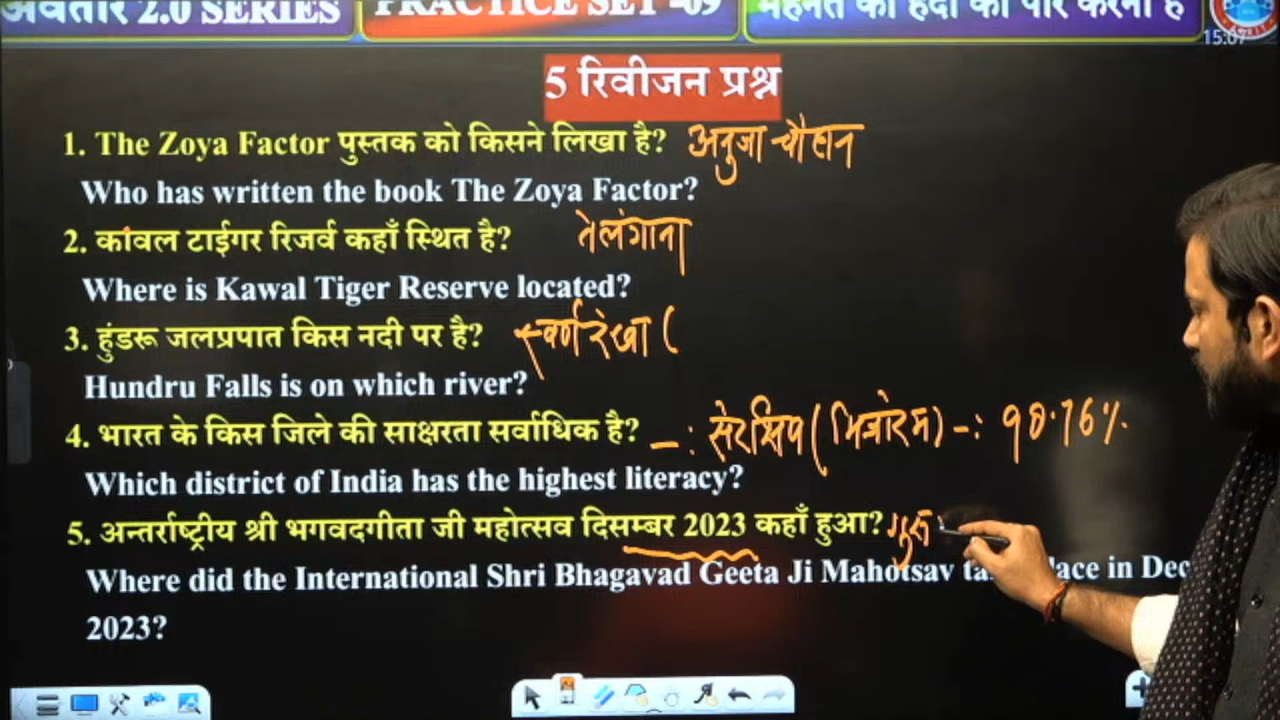 अवतार 2.0 SERIES PRACTICE SET -09 मेहनत की हदों को पार करना है
15:07
5 रिवीजन प्रश्न
1. The Zoya Factor पुस्तक को किसने लिखा है? अनुजा चौहान
Who has written the book The Zoya Factor?
2. कांवल टाईगर रिजर्व कहाँ स्थित है? तेलंगाना
Where is Kawal Tiger Reserve located?
3. हुंडरू जलप्रपात किस नदी पर है? स्वर्णरेखा (
Hundru Falls is on which river?
4. भारत के किस जिले की साक्षरता सर्वाधिक है? -: सेरछिप (मिजोरम) -: 98.76%
Which district of India has the highest literacy?
5. अन्तर्राष्ट्रीय श्री भगवदगीता जी महोत्सव दिसम्बर 2023 कहाँ हुआ? गुरु
Where did the International Shri Bhagavad Geeta Ji Mahotsav place in Dec
2023?